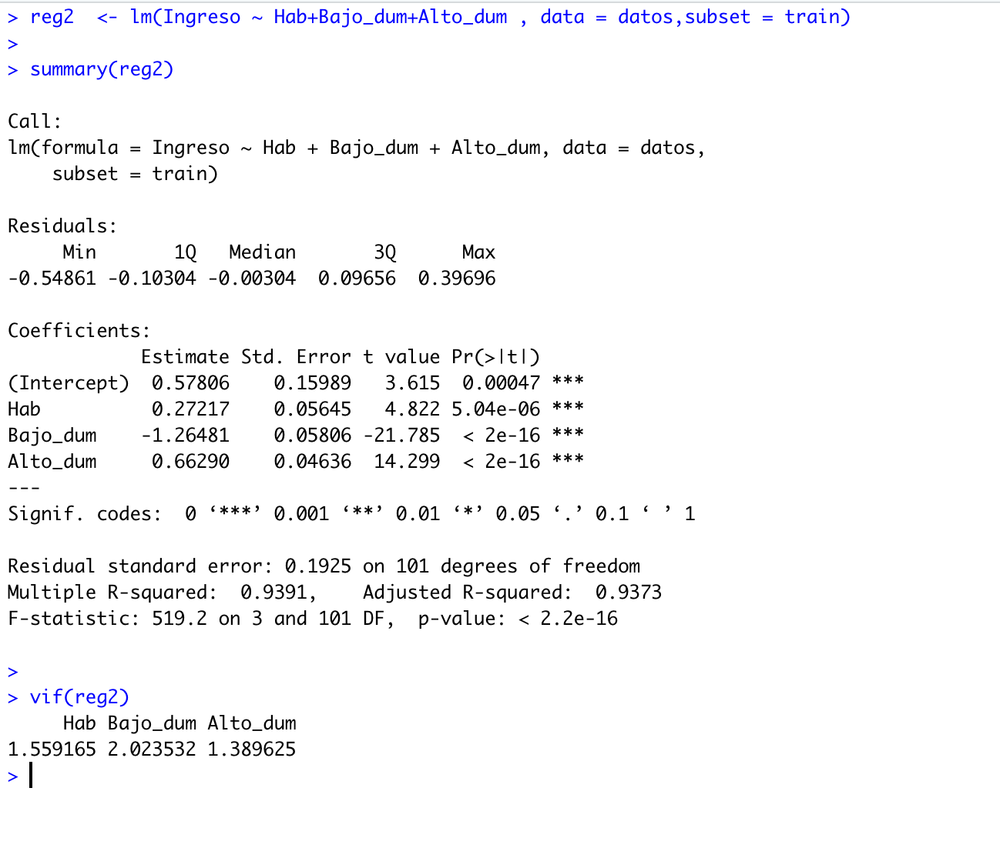 > reg2  <- lm(Ingreso ~ Hab+Bajo_dum+Alto_dum , data = datos,subset = train)
>
> summary(reg2)

Call:
lm(formula = Ingreso ~ Hab + Bajo_dum + Alto_dum, data = datos,
    subset = train)

Residuals:
     Min       1Q   Median       3Q      Max
-0.54861 -0.10304 -0.00304  0.09656  0.39696

Coefficients:
            Estimate Std. Error t value Pr(>|t|)
(Intercept)  0.57806    0.15989   3.615  0.00047 ***
Hab          0.27217    0.05645   4.822 5.04e-06 ***
Bajo_dum    -1.26481    0.05806 -21.785  < 2e-16 ***
Alto_dum     0.66290    0.04636  14.299  < 2e-16 ***
---
Signif. codes:  0 ‘***’ 0.001 ‘**’ 0.01 ‘*’ 0.05 ‘.’ 0.1 ‘ ’ 1

Residual standard error: 0.1925 on 101 degrees of freedom
Multiple R-squared:  0.9391,    Adjusted R-squared:  0.9373
F-statistic: 519.2 on 3 and 101 DF,  p-value: < 2.2e-16

>
> vif(reg2)
     Hab Bajo_dum Alto_dum
1.559165 2.023532 1.389625
>